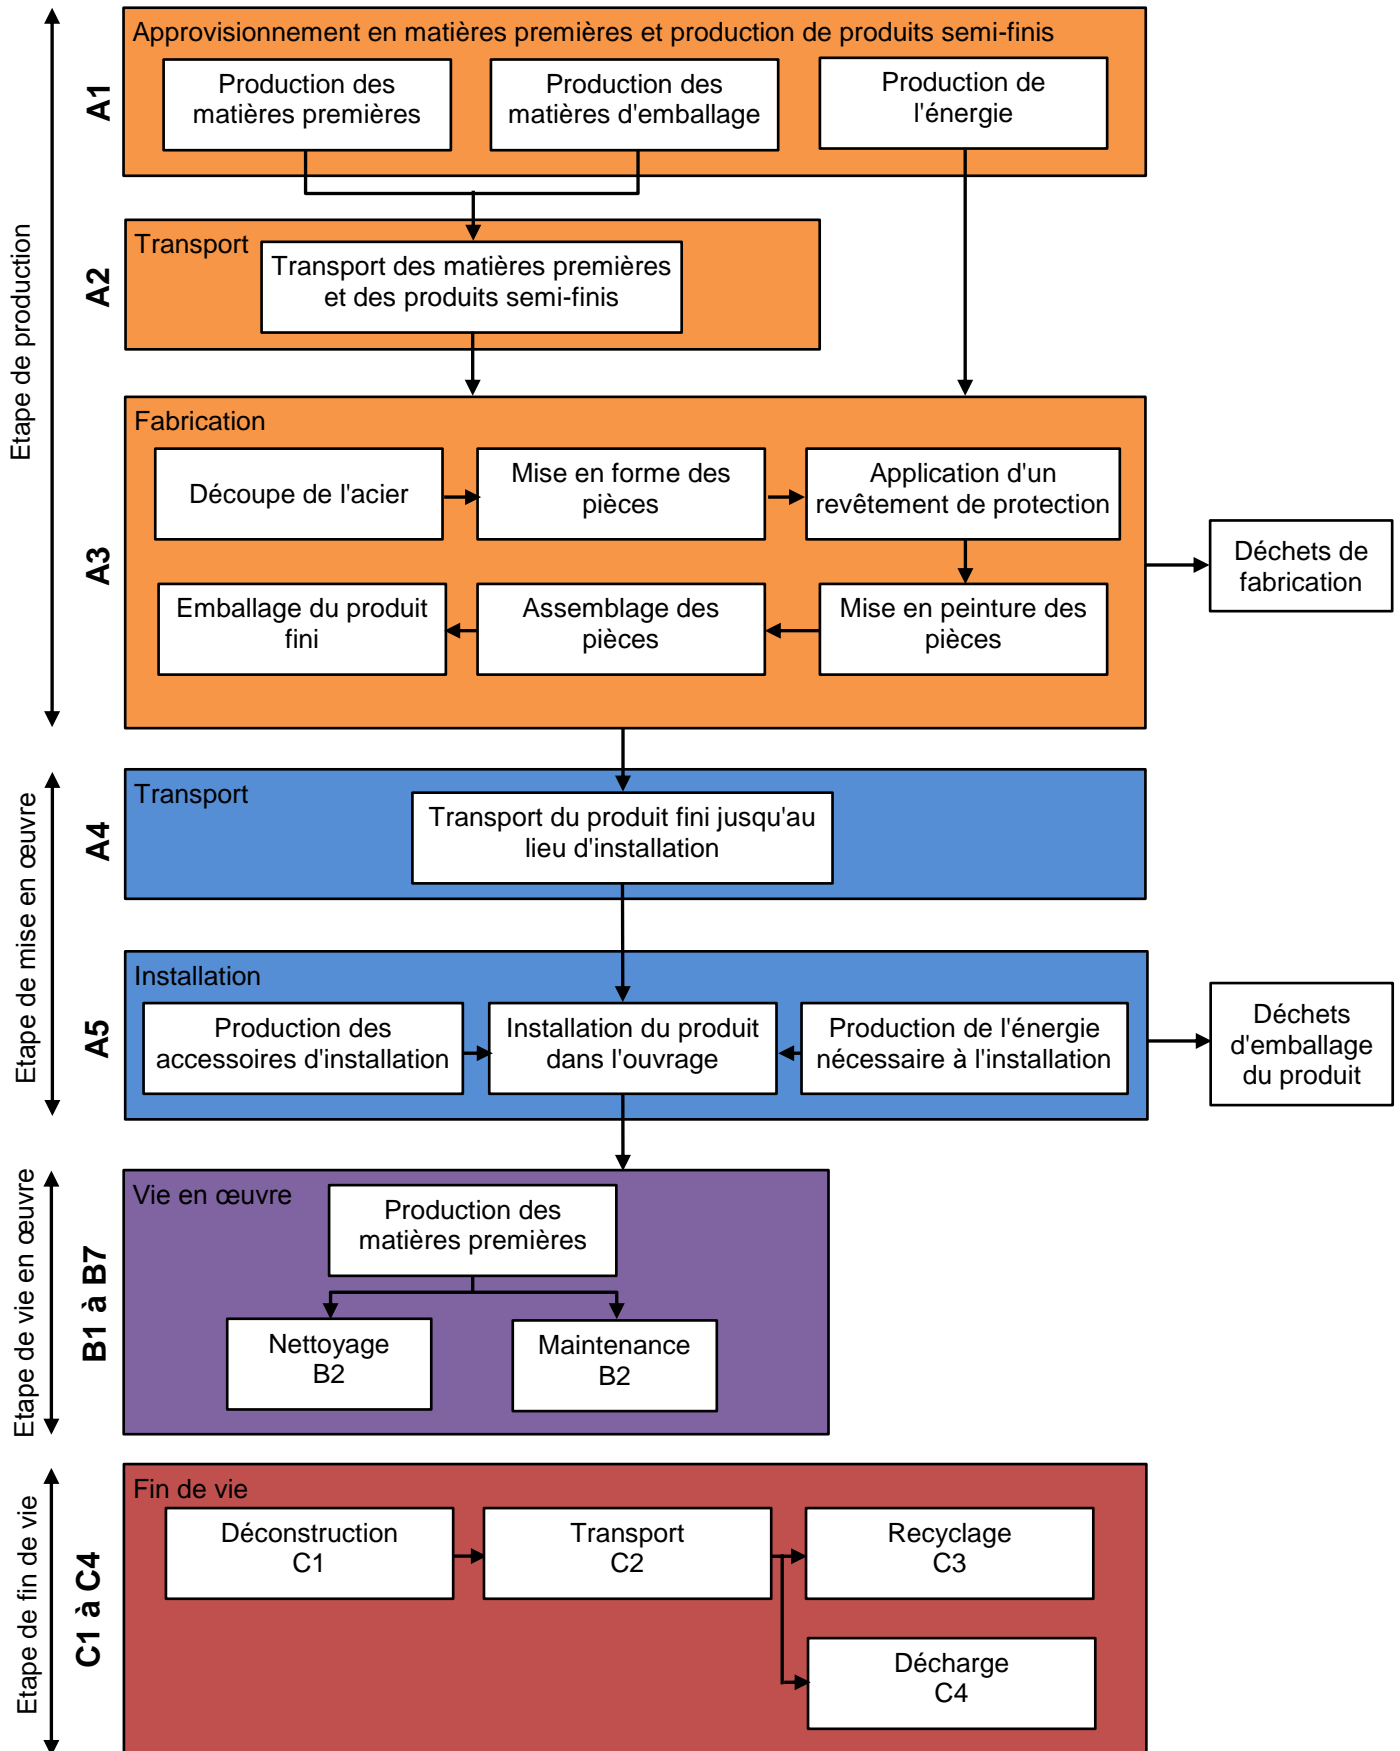 Etape de production
A1
Approvisionnement en matières premières et production de produits semi-finis
Production des
matières premières
Production des
matières d'emballage
Production de
l'énergie
A2
Transport
Transport des matières premières
et des produits semi-finis
A3
Fabrication
Découpe de l'acier
Mise en forme des
pièces
Application d'un
revêtement de protection
Emballage du produit
fini
Assemblage des
pièces
Mise en peinture des
pièces
Déchets de
fabrication
Etape de mise en œuvre
A4
Transport
Transport du produit fini jusqu'au
lieu d'installation
A5
Installation
Production des
accessoires d'installation
Installation du produit
dans l'ouvrage
Production de l'énergie
nécessaire à l'installation
Déchets
d'emballage
du produit
Etape de vie en œuvre
B1 à B7
Vie en œuvre
Production des
matières premières
Nettoyage
B2
Maintenance
B2
Etape de fin de vie
C1 à C4
Fin de vie
Déconstruction
C1
Transport
C2
Recyclage
C3
Décharge
C4